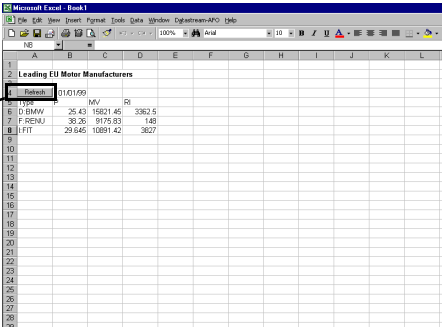 Microsoft Excel - Book1
File Edit View Insert Format Tools Data Window Datastream-AFO Help
100% Arial 10 B I U
N8 =
A B C D E F G H I J K L
1
2 Leading EU Motor Manufacturers
3
4 Refresh 01/01/99
5 Type P MV RI
6 D:BMW 25.43 15821.45 3362.5
7 F:RENU 38.26 9175.83 148
8 I:FIT 29.645 10891.42 3827
9
10
11
12
13
14
15
16
17
18
19
20
21
22
23
24
25
26
27
28
29